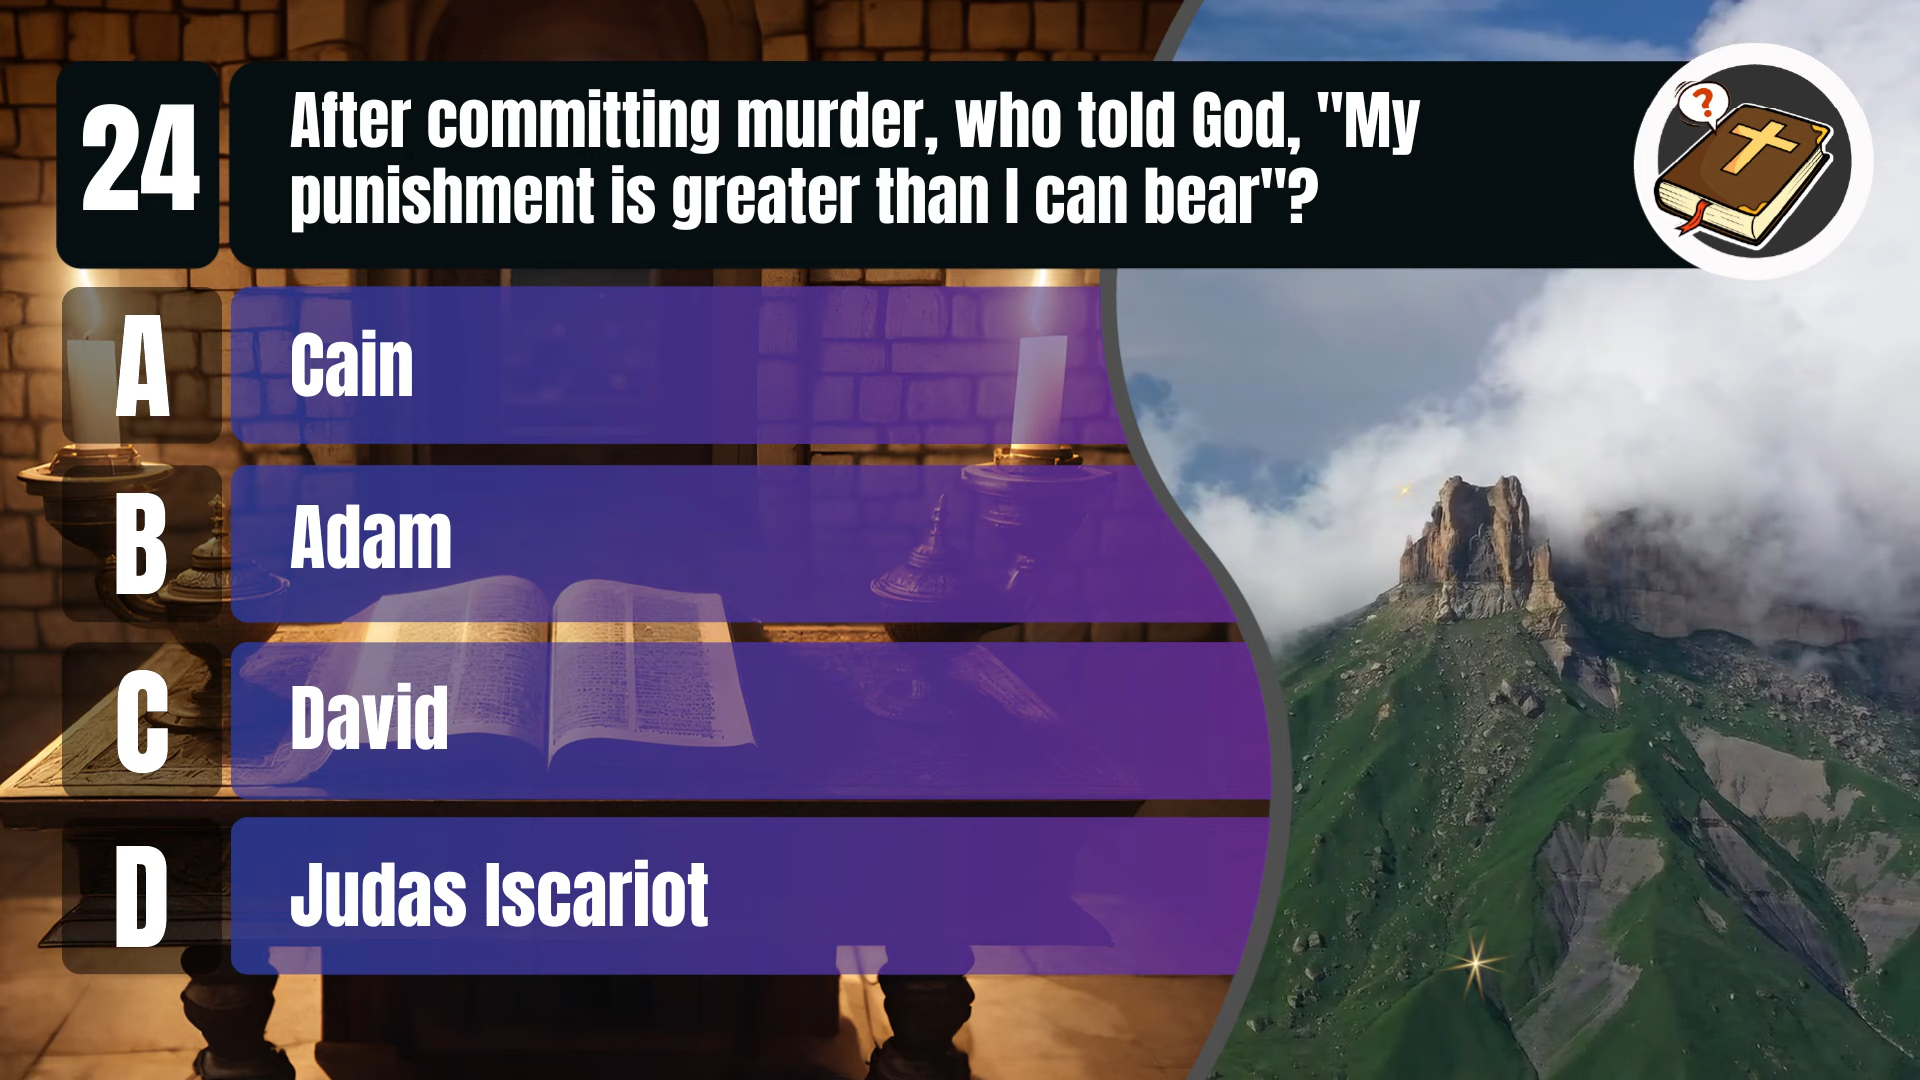 24
After committing murder, who told God, "My
punishment is greater than I can bear"?
A
Cain
B
Adam
C
David
D
Judas Iscariot
?